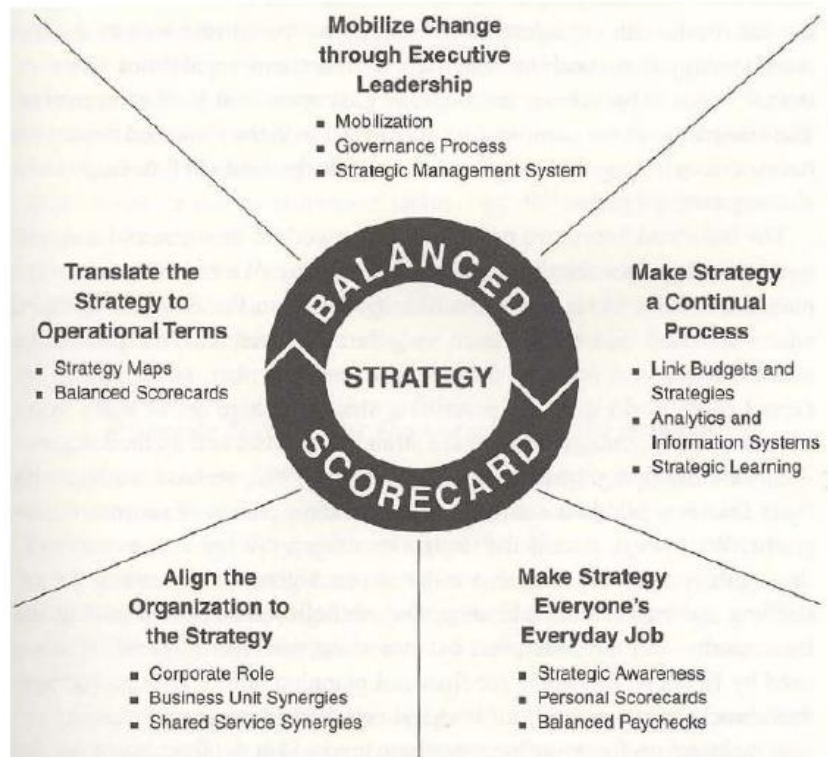 Mobilize Change
through Executive
Leadership
▪ Mobilization
▪ Governance Process
▪ Strategic Management System
Translate the
Strategy to
Operational Terms
▪ Strategy Maps
▪ Balanced Scorecards
BALANCED
STRATEGY
SCORECARD
Make Strategy
a Continual
Process
▪ Link Budgets and
Strategies
▪ Analytics and
Information Systems
▪ Strategic Learning
Align the
Organization to
the Strategy
▪ Corporate Role
▪ Business Unit Synergies
▪ Shared Service Synergies
Make Strategy
Everyone's
Everyday Job
▪ Strategic Awareness
▪ Personal Scorecards
▪ Balanced Paychecks